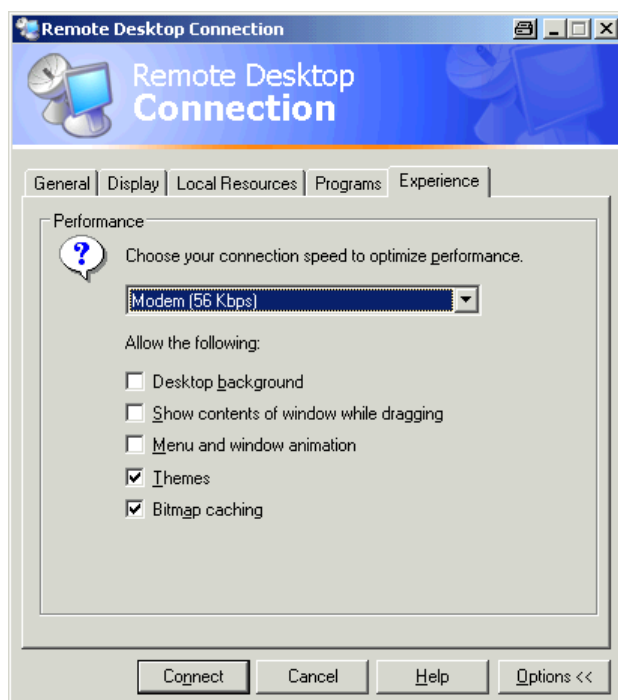 Remote Desktop Connection
Remote Desktop
Connection
General Display Local Resources Programs Experience
Performance
Choose your connection speed to optimize performance.
Modem (56 Kbps)
Allow the following:
Desktop background
Show contents of window while dragging
Menu and window animation
Themes
Bitmap caching
Connect Cancel Help Options <<